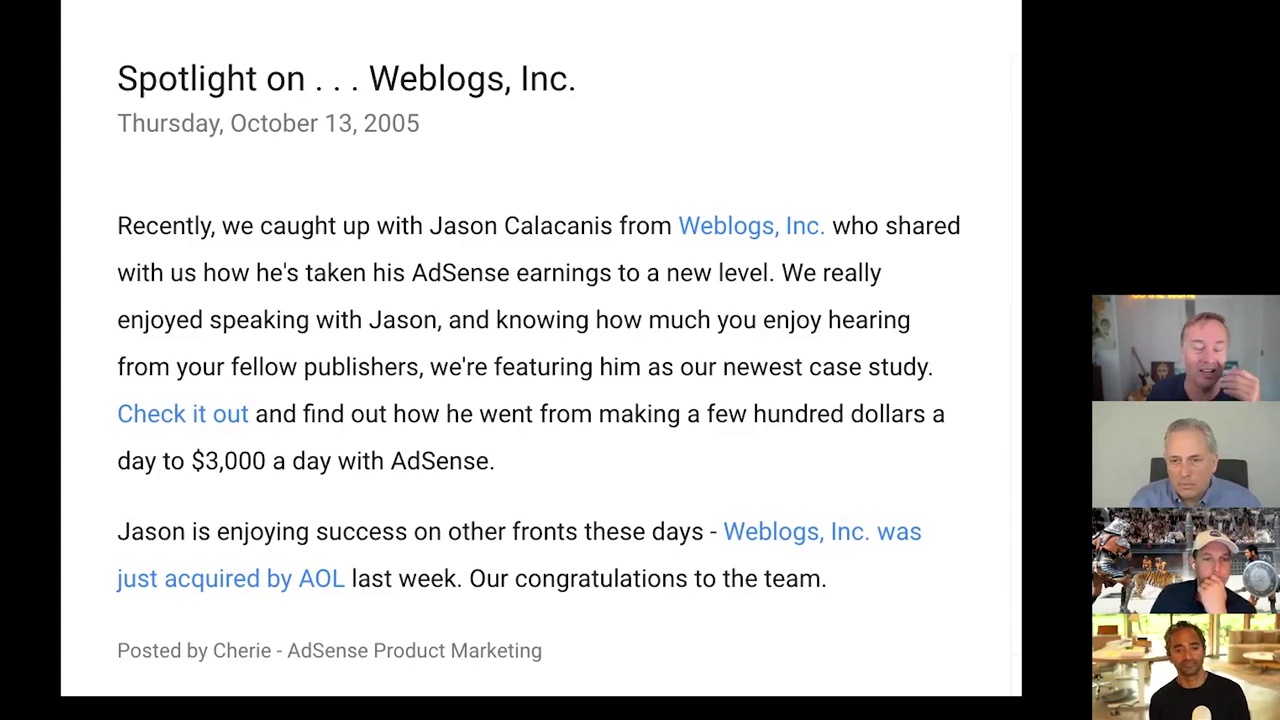 Spotlight on . . . Weblogs, Inc.
Thursday, October 13, 2005
Recently, we caught up with Jason Calacanis from Weblogs, Inc. who shared
with us how he's taken his AdSense earnings to a new level. We really
enjoyed speaking with Jason, and knowing how much you enjoy hearing
from your fellow publishers, we're featuring him as our newest case study.
Check it out and find out how he went from making a few hundred dollars a
day to $3,000 a day with AdSense.
Jason is enjoying success on other fronts these days - Weblogs, Inc. was
just acquired by AOL last week. Our congratulations to the team.
Posted by Cherie - AdSense Product Marketing